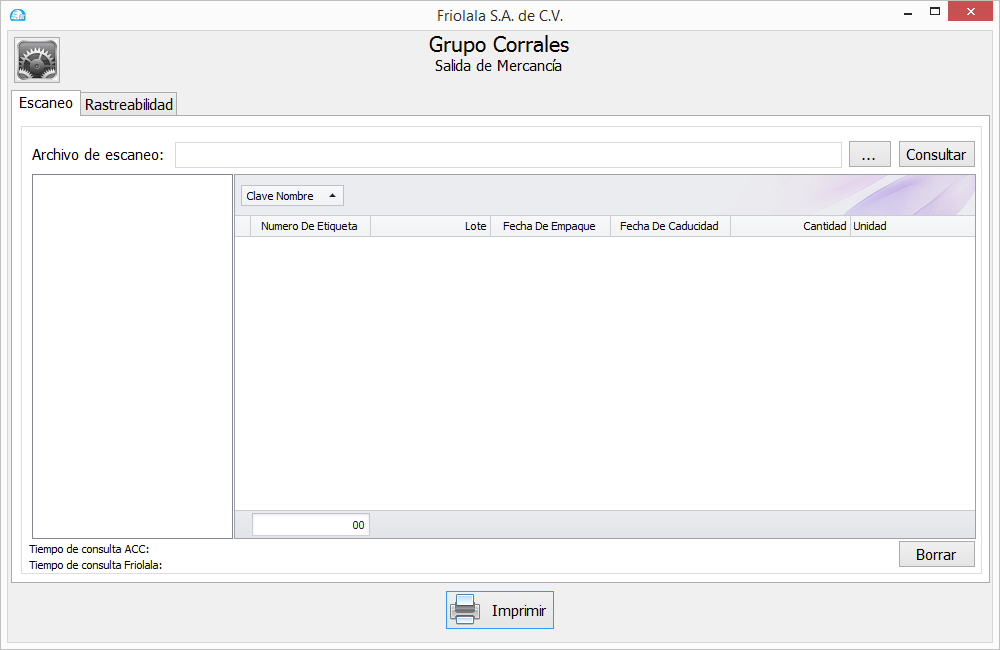 Friolala S.A. de C.V.
Grupo Corrales
Salida de Mercancía
Escaneo Rastreabilidad
Archivo de escaneo: ... Consultar
Clave Nombre
Numero De Etiqueta Lote Fecha De Empaque Fecha De Caducidad Cantidad Unidad
00
Tiempo de consulta ACC:
Tiempo de consulta Friolala:
Borrar
Imprimir